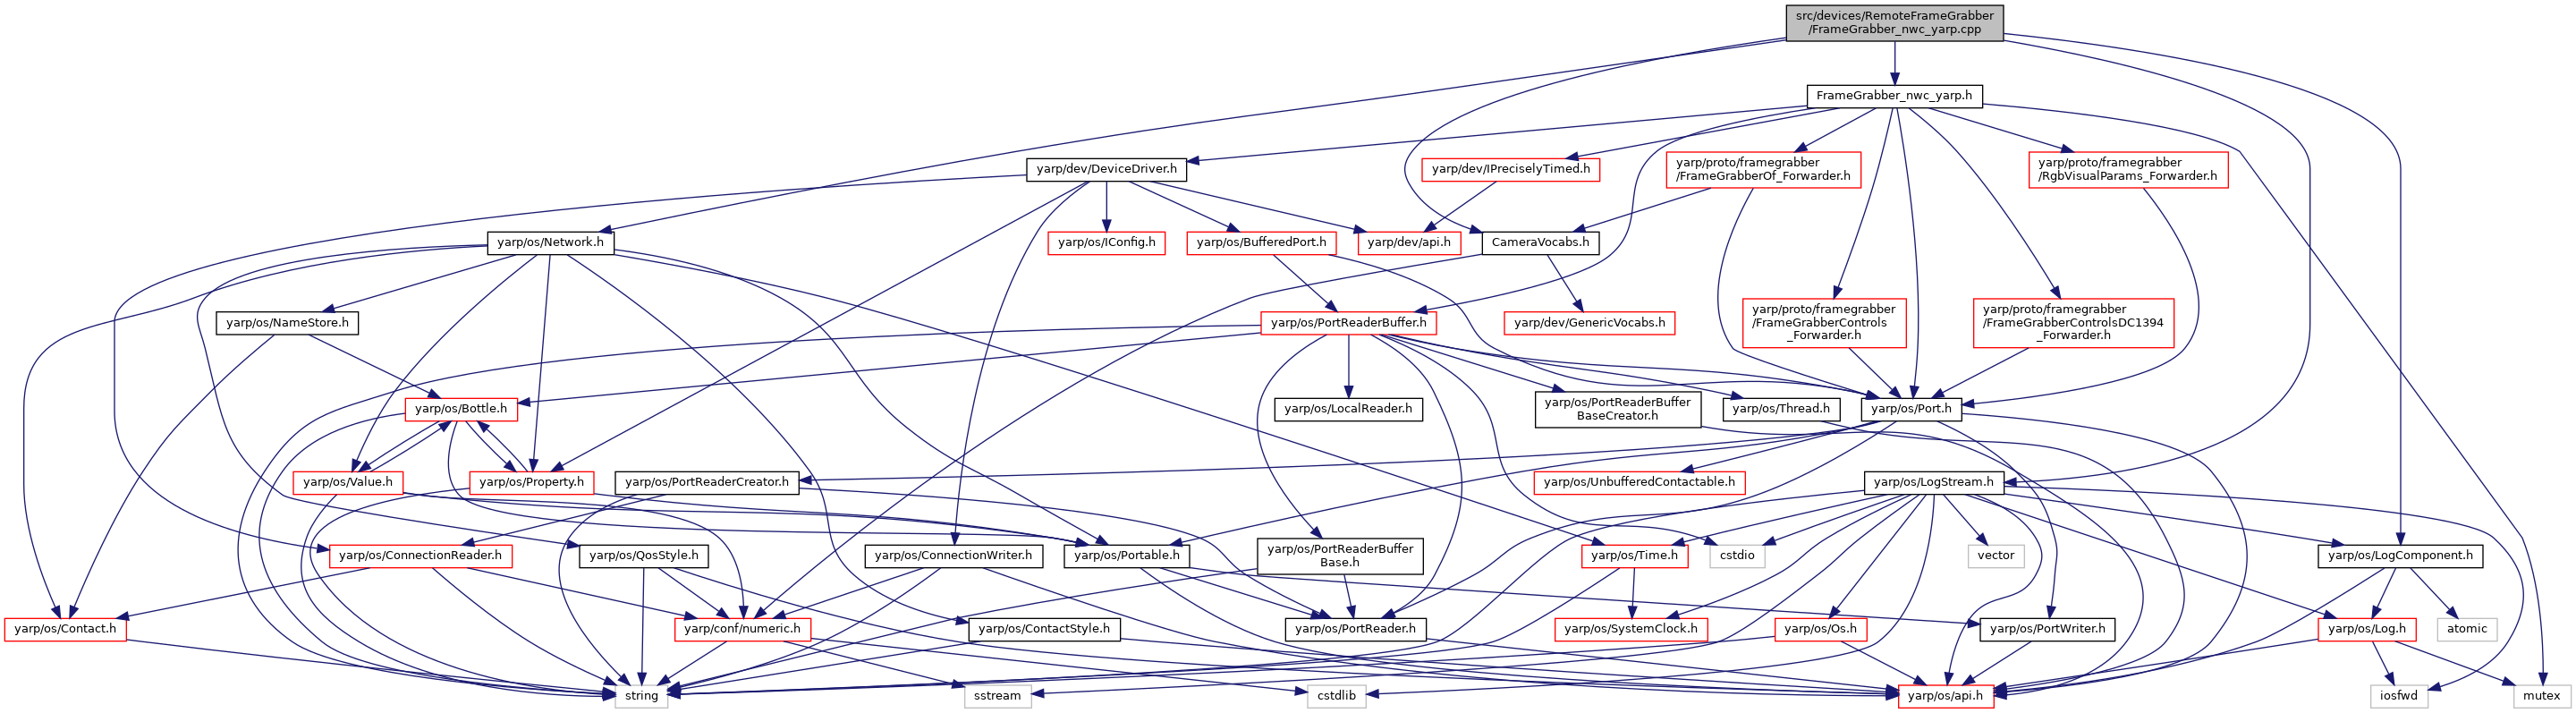 src/devices/RemoteFrameGrabber
/FrameGrabber_nwc_yarp.cpp
FrameGrabber_nwc_yarp.h
yarp/dev/DeviceDriver.h
yarp/dev/IPreciselyTimed.h
yarp/proto/framegrabber
/FrameGrabberOf_Forwarder.h
yarp/proto/framegrabber
/RgbVisualParams_Forwarder.h
yarp/os/Network.h
yarp/os/IConfig.h
yarp/os/BufferedPort.h
yarp/dev/api.h
CameraVocabs.h
yarp/os/NameStore.h
yarp/os/PortReaderBuffer.h
yarp/dev/GenericVocabs.h
yarp/proto/framegrabber
/FrameGrabberControls
_Forwarder.h
yarp/proto/framegrabber
/FrameGrabberControlsDC1394
_Forwarder.h
yarp/os/Bottle.h
yarp/os/LocalReader.h
yarp/os/PortReaderBuffer
BaseCreator.h
yarp/os/Thread.h
yarp/os/Port.h
yarp/os/Value.h
yarp/os/Property.h
yarp/os/PortReaderCreator.h
yarp/os/UnbufferedContactable.h
yarp/os/LogStream.h
yarp/os/ConnectionReader.h
yarp/os/QosStyle.h
yarp/os/ConnectionWriter.h
yarp/os/Portable.h
yarp/os/PortReaderBuffer
Base.h
yarp/os/Time.h
cstdio
vector
yarp/os/LogComponent.h
yarp/os/Contact.h
yarp/conf/numeric.h
yarp/os/ContactStyle.h
yarp/os/PortReader.h
yarp/os/SystemClock.h
yarp/os/Os.h
yarp/os/PortWriter.h
yarp/os/Log.h
atomic
string
sstream
cstdlib
yarp/os/api.h
iosfwd
mutex